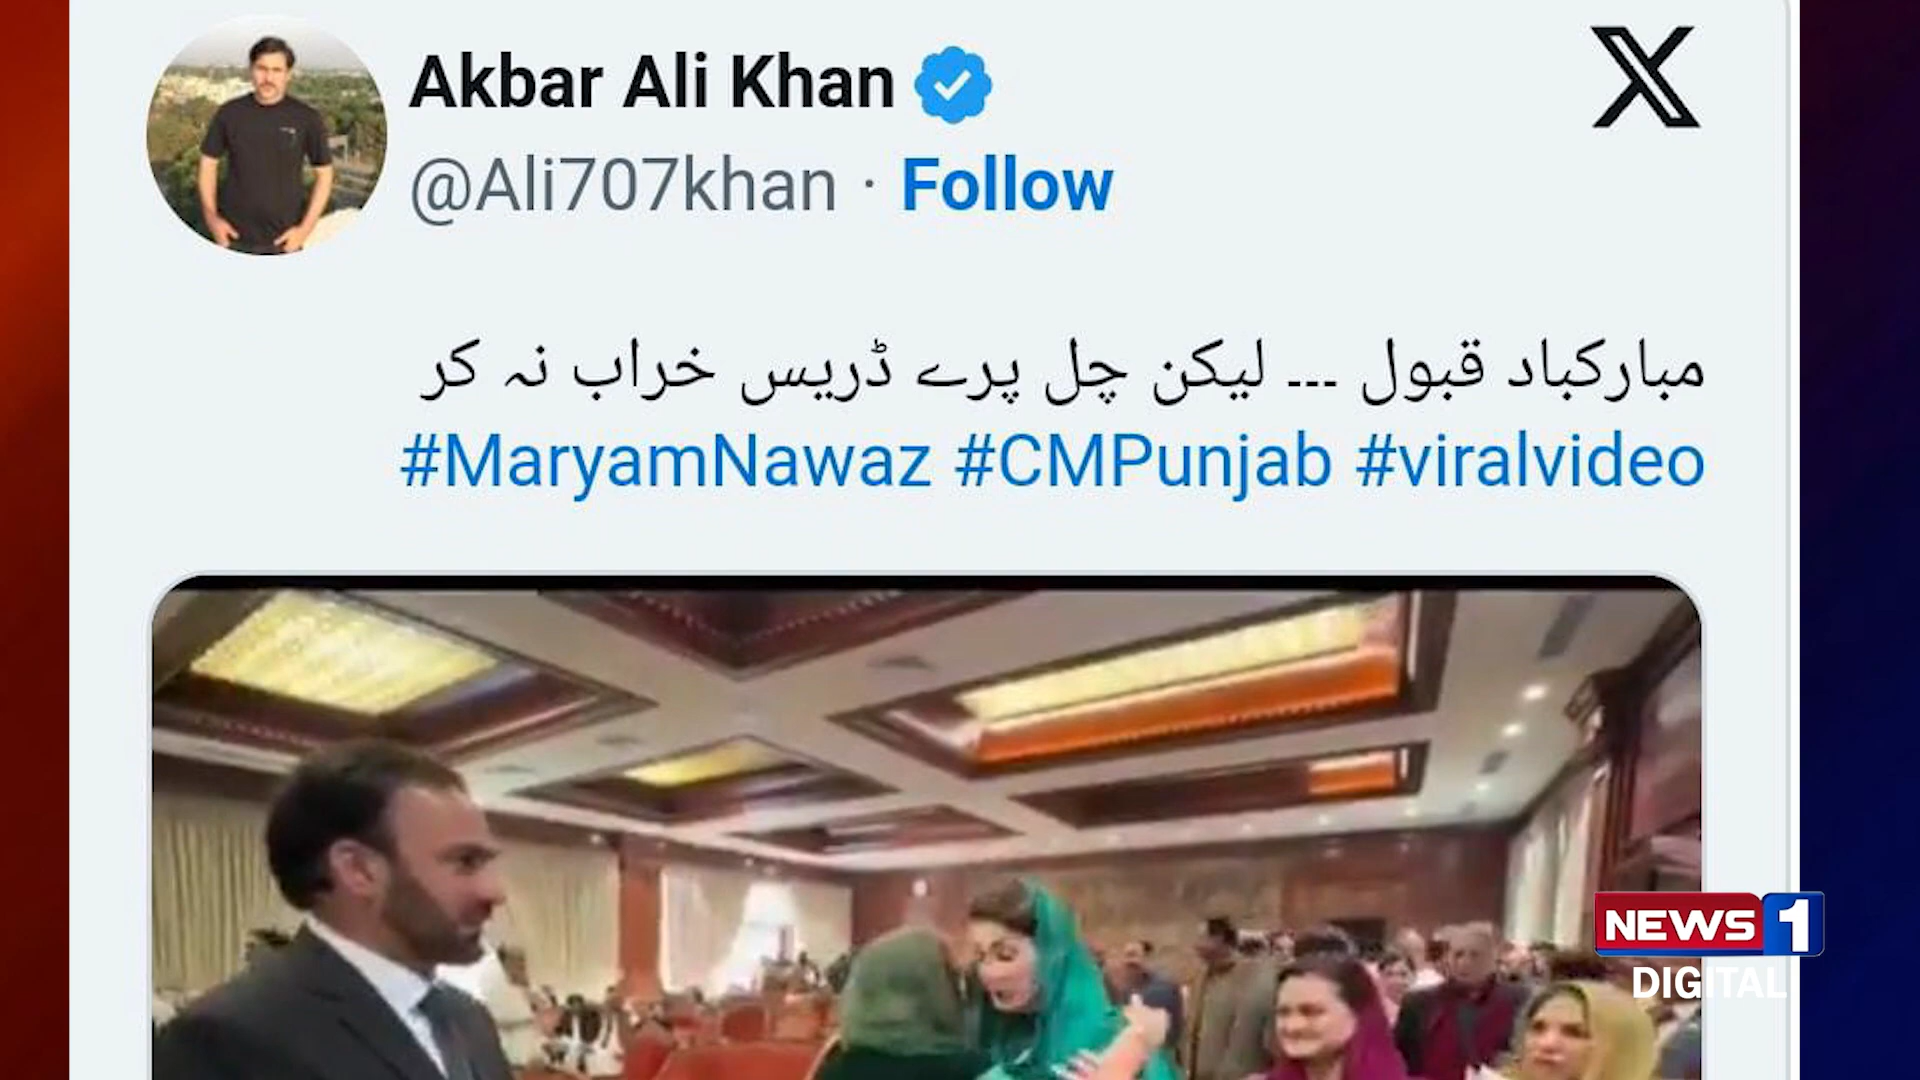 Akbar Ali Khan
X
@Ali707khan · Follow
مبارکباد قبول --- لیکن چل پرے ڈریس خراب نہ کر
#MaryamNawaz #CMPunjab #viralvideo
NEWS 1
DIGITAL